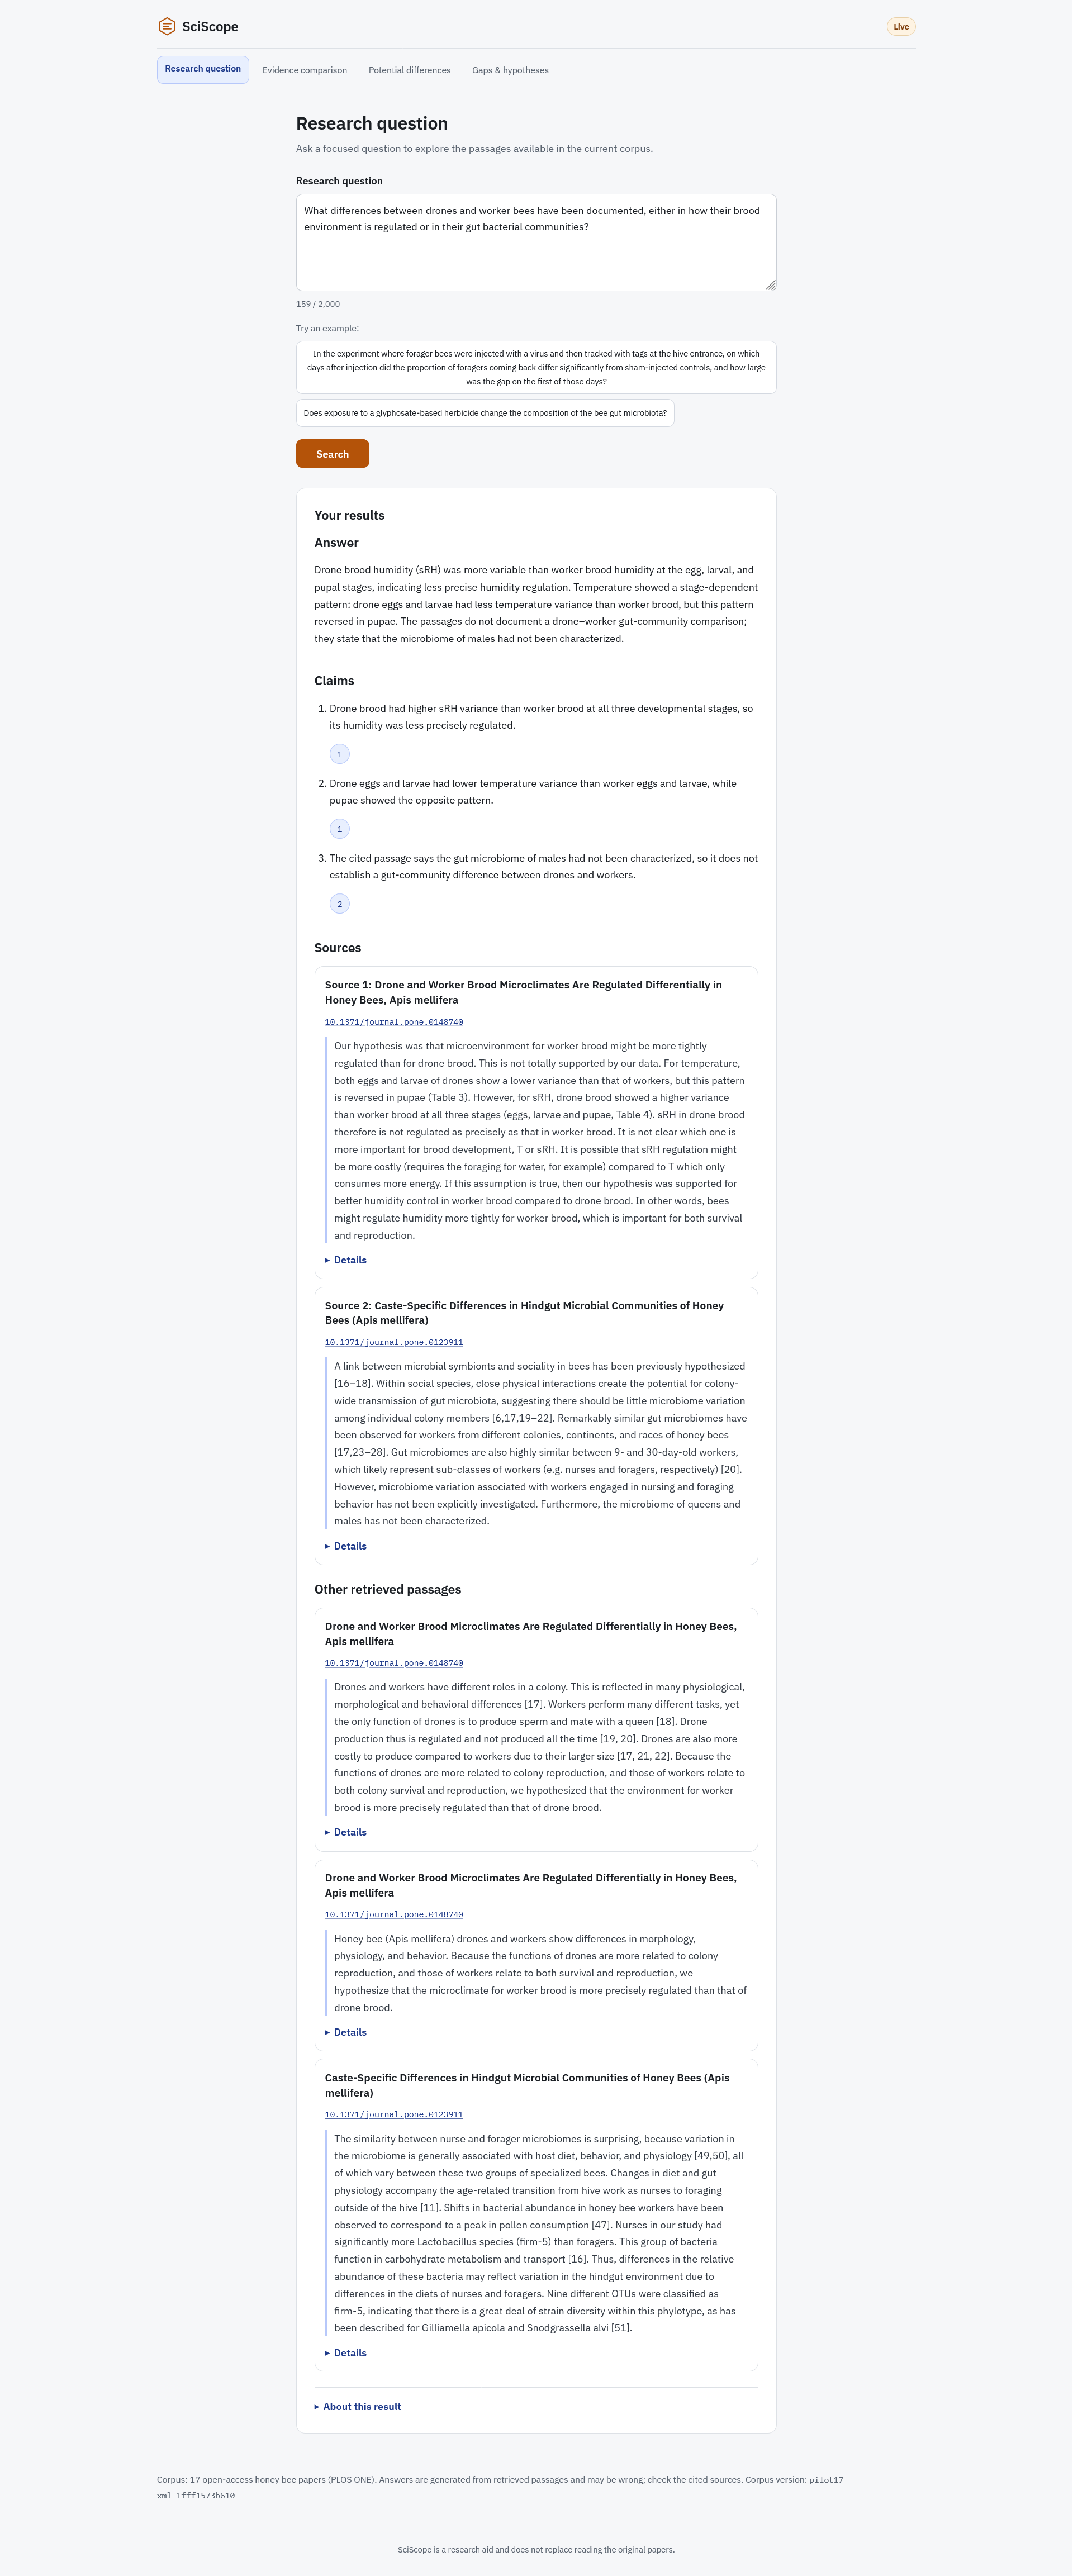 SciScope
Live
Research question
Evidence comparison
Potential differences
Gaps & hypotheses
Research question
Ask a focused question to explore the passages available in the current corpus.
Research question
What differences between drones and worker bees have been documented, either in how their brood
environment is regulated or in their gut bacterial communities?
159 / 2,000
Try an example:
In the experiment where forager bees were injected with a virus and then tracked with tags at the hive entrance, on which
days after injection did the proportion of foragers coming back differ significantly from sham-injected controls, and how large
was the gap on the first of those days?
Does exposure to a glyphosate-based herbicide change the composition of the bee gut microbiota?
Search
Your results
Answer
Drone brood humidity (sRH) was more variable than worker brood humidity at the egg, larval, and
pupal stages, indicating less precise humidity regulation. Temperature showed a stage-dependent
pattern: drone eggs and larvae had less temperature variance than worker brood, but this pattern
reversed in pupae. The passages do not document a drone–worker gut-community comparison;
they state that the microbiome of males had not been characterized.
Claims
1. Drone brood had higher sRH variance than worker brood at all three developmental stages, so
its humidity was less precisely regulated.
1
2. Drone eggs and larvae had lower temperature variance than worker eggs and larvae, while
pupae showed the opposite pattern.
1
3. The cited passage says the gut microbiome of males had not been characterized, so it does not
establish a gut-community difference between drones and workers.
2
Sources
Source 1: Drone and Worker Brood Microclimates Are Regulated Differentially in
Honey Bees, Apis mellifera
10.1371/journal.pone.0148740
Our hypothesis was that microenvironment for worker brood might be more tightly
regulated than for drone brood. This is not totally supported by our data. For temperature,
both eggs and larvae of drones show a lower variance than that of workers, but this pattern
is reversed in pupae (Table 3). However, for sRH, drone brood showed a higher variance
than worker brood at all three stages (eggs, larvae and pupae, Table 4). sRH in drone brood
therefore is not regulated as precisely as that in worker brood. It is not clear which one is
more important for brood development, T or sRH. It is possible that sRH regulation might
be more costly (requires the foraging for water, for example) compared to T which only
consumes more energy. If this assumption is true, then our hypothesis was supported for
better humidity control in worker brood compared to drone brood. In other words, bees
might regulate humidity more tightly for worker brood, which is important for both survival
and reproduction.
▸ Details
Source 2: Caste-Specific Differences in Hindgut Microbial Communities of Honey
Bees (Apis mellifera)
10.1371/journal.pone.0123911
A link between microbial symbionts and sociality in bees has been previously hypothesized
[16–18]. Within social species, close physical interactions create the potential for colony-
wide transmission of gut microbiota, suggesting there should be little microbiome variation
among individual colony members [6,17,19–22]. Remarkably similar gut microbiomes have
been observed for workers from different colonies, continents, and races of honey bees
[17,23–28]. Gut microbiomes are also highly similar between 9- and 30-day-old workers,
which likely represent sub-classes of workers (e.g. nurses and foragers, respectively) [20].
However, microbiome variation associated with workers engaged in nursing and foraging
behavior has not been explicitly investigated. Furthermore, the microbiome of queens and
males has not been characterized.
▸ Details
Other retrieved passages
Drone and Worker Brood Microclimates Are Regulated Differentially in Honey Bees,
Apis mellifera
10.1371/journal.pone.0148740
Drones and workers have different roles in a colony. This is reflected in many physiological,
morphological and behavioral differences [17]. Workers perform many different tasks, yet
the only function of drones is to produce sperm and mate with a queen [18]. Drone
production thus is regulated and not produced all the time [19, 20]. Drones are also more
costly to produce compared to workers due to their larger size [17, 21, 22]. Because the
functions of drones are more related to colony reproduction, and those of workers relate to
both colony survival and reproduction, we hypothesized that the environment for worker
brood is more precisely regulated than that of drone brood.
▸ Details
Drone and Worker Brood Microclimates Are Regulated Differentially in Honey Bees,
Apis mellifera
10.1371/journal.pone.0148740
Honey bee (Apis mellifera) drones and workers show differences in morphology,
physiology, and behavior. Because the functions of drones are more related to colony
reproduction, and those of workers relate to both survival and reproduction, we
hypothesize that the microclimate for worker brood is more precisely regulated than that of
drone brood.
▸ Details
Caste-Specific Differences in Hindgut Microbial Communities of Honey Bees (Apis
mellifera)
10.1371/journal.pone.0123911
The similarity between nurse and forager microbiomes is surprising, because variation in
the microbiome is generally associated with host diet, behavior, and physiology [49,50], all
of which vary between these two groups of specialized bees. Changes in diet and gut
physiology accompany the age-related transition from hive work as nurses to foraging
outside of the hive [11]. Shifts in bacterial abundance in honey bee workers have been
observed to correspond to a peak in pollen consumption [47]. Nurses in our study had
significantly more Lactobacillus species (firm-5) than foragers. This group of bacteria
function in carbohydrate metabolism and transport [16]. Thus, differences in the relative
abundance of these bacteria may reflect variation in the hindgut environment due to
differences in the diets of nurses and foragers. Nine different OTUs were classified as
firm-5, indicating that there is a great deal of strain diversity within this phylotype, as has
been described for Gilliamella apicola and Snodgrassella alvi [51].
▸ Details
▸ About this result
Corpus: 17 open-access honey bee papers (PLOS ONE). Answers are generated from retrieved passages and may be wrong; check the cited sources. Corpus version: pilot17-
xml-1fff1573b610
SciScope is a research aid and does not replace reading the original papers.